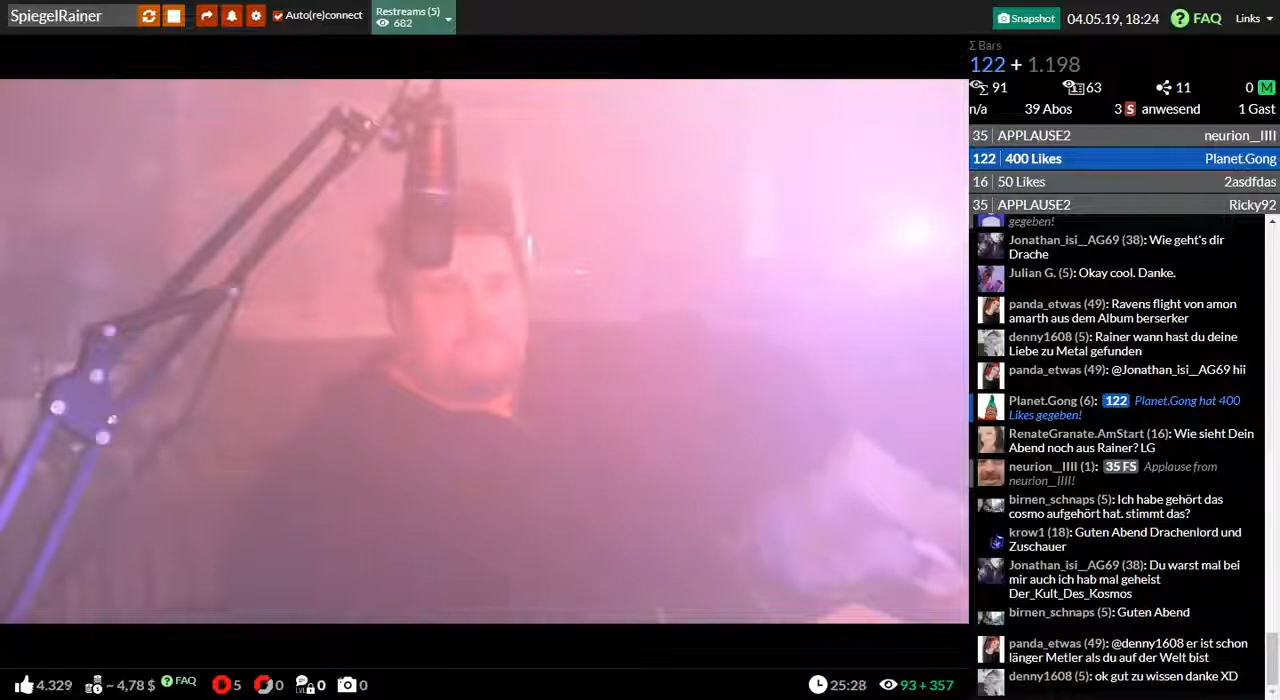 SpiegelRainer
Auto(re)connect
Restreams (5)
682
Snapshot
04.05.19, 18:24
FAQ
Links
Σ Bars
122 + 1.198
Σ 91
63
11
0 M
n/a
39 Abos
3 S anwesend
1 Gast
35 APPLAUSE2 neurion__IIII
122 400 Likes Planet.Gong
16 50 Likes 2asdfdas
35 APPLAUSE2 Ricky92
gegeben!
Jonathan_isi__AG69 (38): Wie geht's dir
Drache
Julian G. (5): Okay cool. Danke.
panda_etwas (49): Ravens flight von amon
amarth aus dem Album berserker
denny1608 (5): Rainer wann hast du deine
Liebe zu Metal gefunden
panda_etwas (49): @Jonathan_isi__AG69 hii
Planet.Gong (6): 122 Planet.Gong hat 400
Likes gegeben!
RenateGranate.AmStart (16): Wie sieht Dein
Abend noch aus Rainer? LG
neurion__IIII (1): 35 FS Applause from
neurion__iIII!
birnen_schnaps (5): Ich habe gehört das
cosmo aufgehört hat. stimmt das?
krow1 (18): Guten Abend Drachenlord und
Zuschauer
Jonathan_isi__AG69 (38): Du warst mal bei
mir auch ich hab mal geheist
Der_Kult_Des_Kosmos
birnen_schnaps (5): Guten Abend
panda_etwas (49): @denny1608 er ist schon
länger Metler als du auf der Welt bist
denny1608 (5): ok gut zu wissen danke XD
4.329
~ 4,78 $
FAQ
5
0
LVL 0
0
25:28
93 + 357